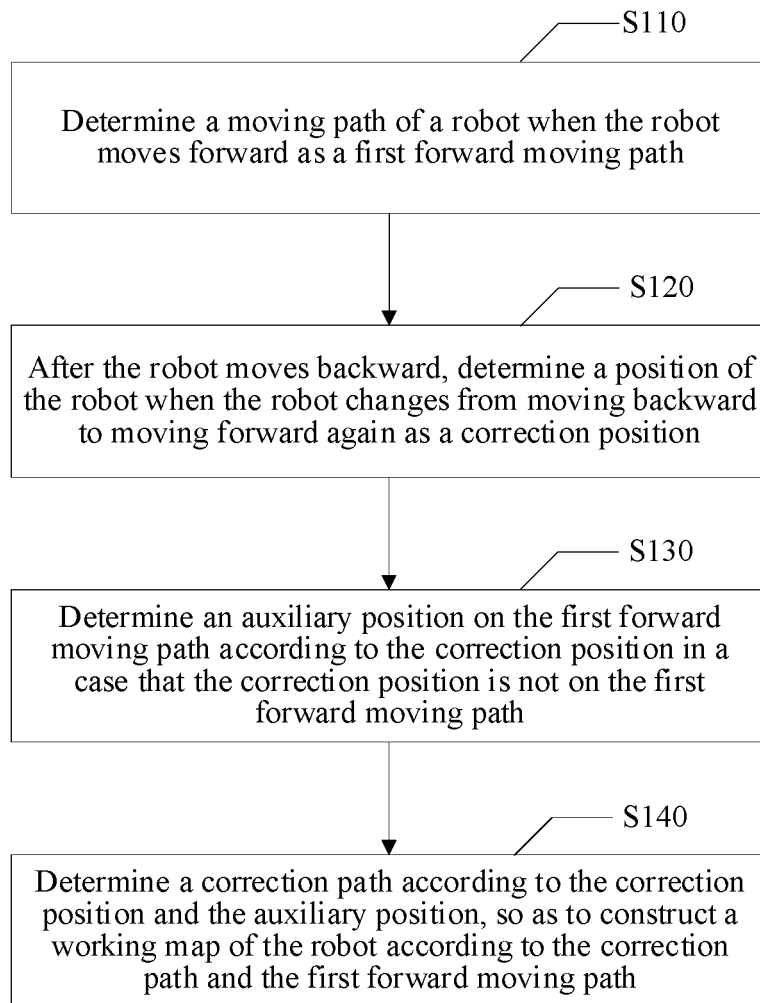 S110
Determine a moving path of a robot when the robot
moves forward as a first forward moving path
S120
After the robot moves backward, determine a position of
the robot when the robot changes from moving backward
to moving forward again as a correction position
S130
Determine an auxiliary position on the first forward
moving path according to the correction position in a
case that the correction position is not on the first
forward moving path
S140
Determine a correction path according to the correction
position and the auxiliary position, so as to construct a
working map of the robot according to the correction
path and the first forward moving path